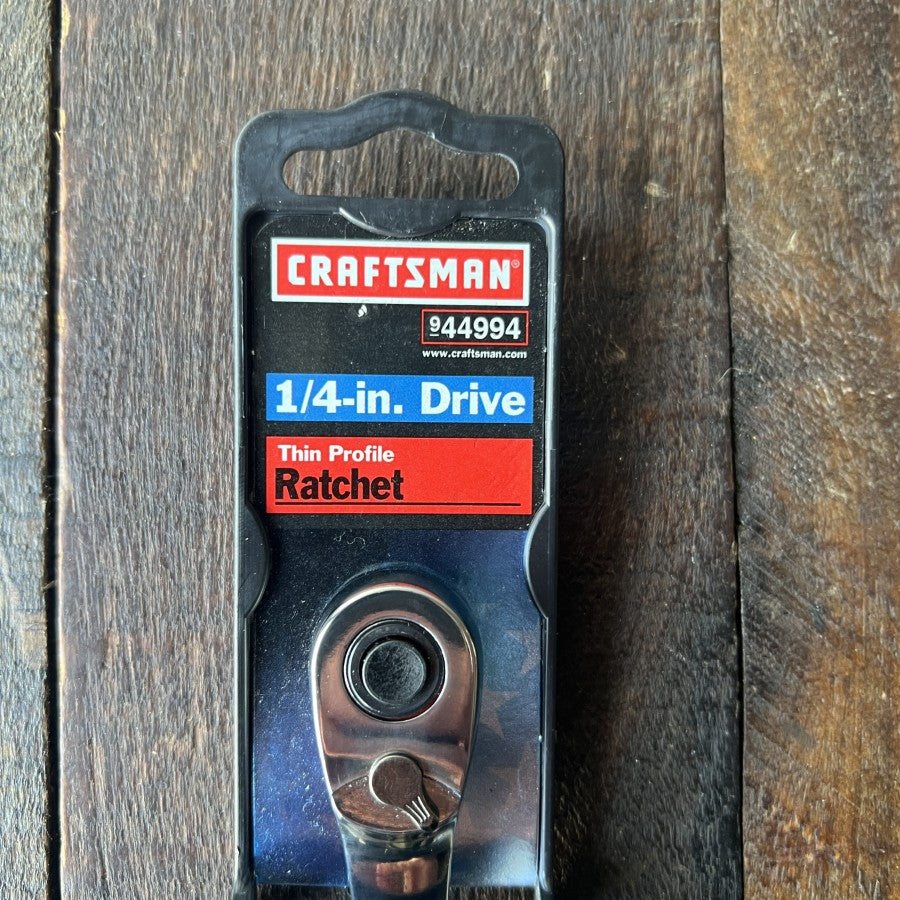 CRAFTSMAN®
944994
www.craftsman.com
1/4-in. Drive
Thin Profile
Ratchet